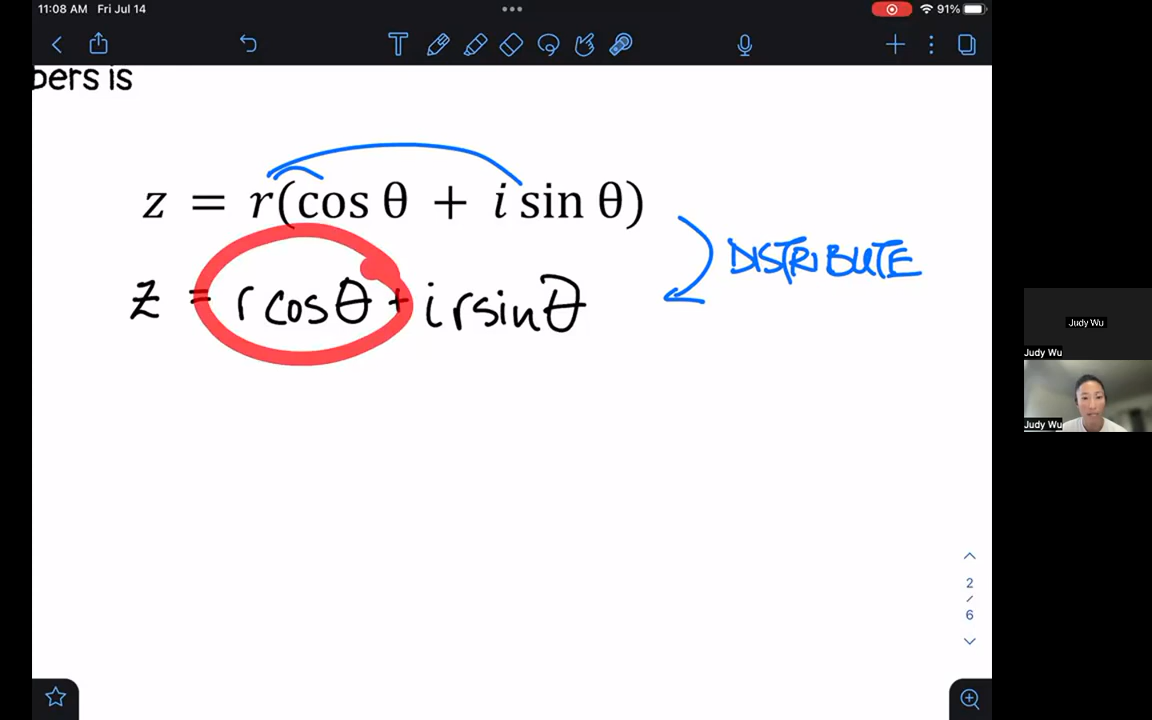 11:08 AM Fri Jul 14
91%
bers is
z = r(cos θ + i sin θ)
DISTRIBUTE
z = r cos θ + i r sin θ
Judy Wu
Judy Wu
Judy Wu
2
/
6